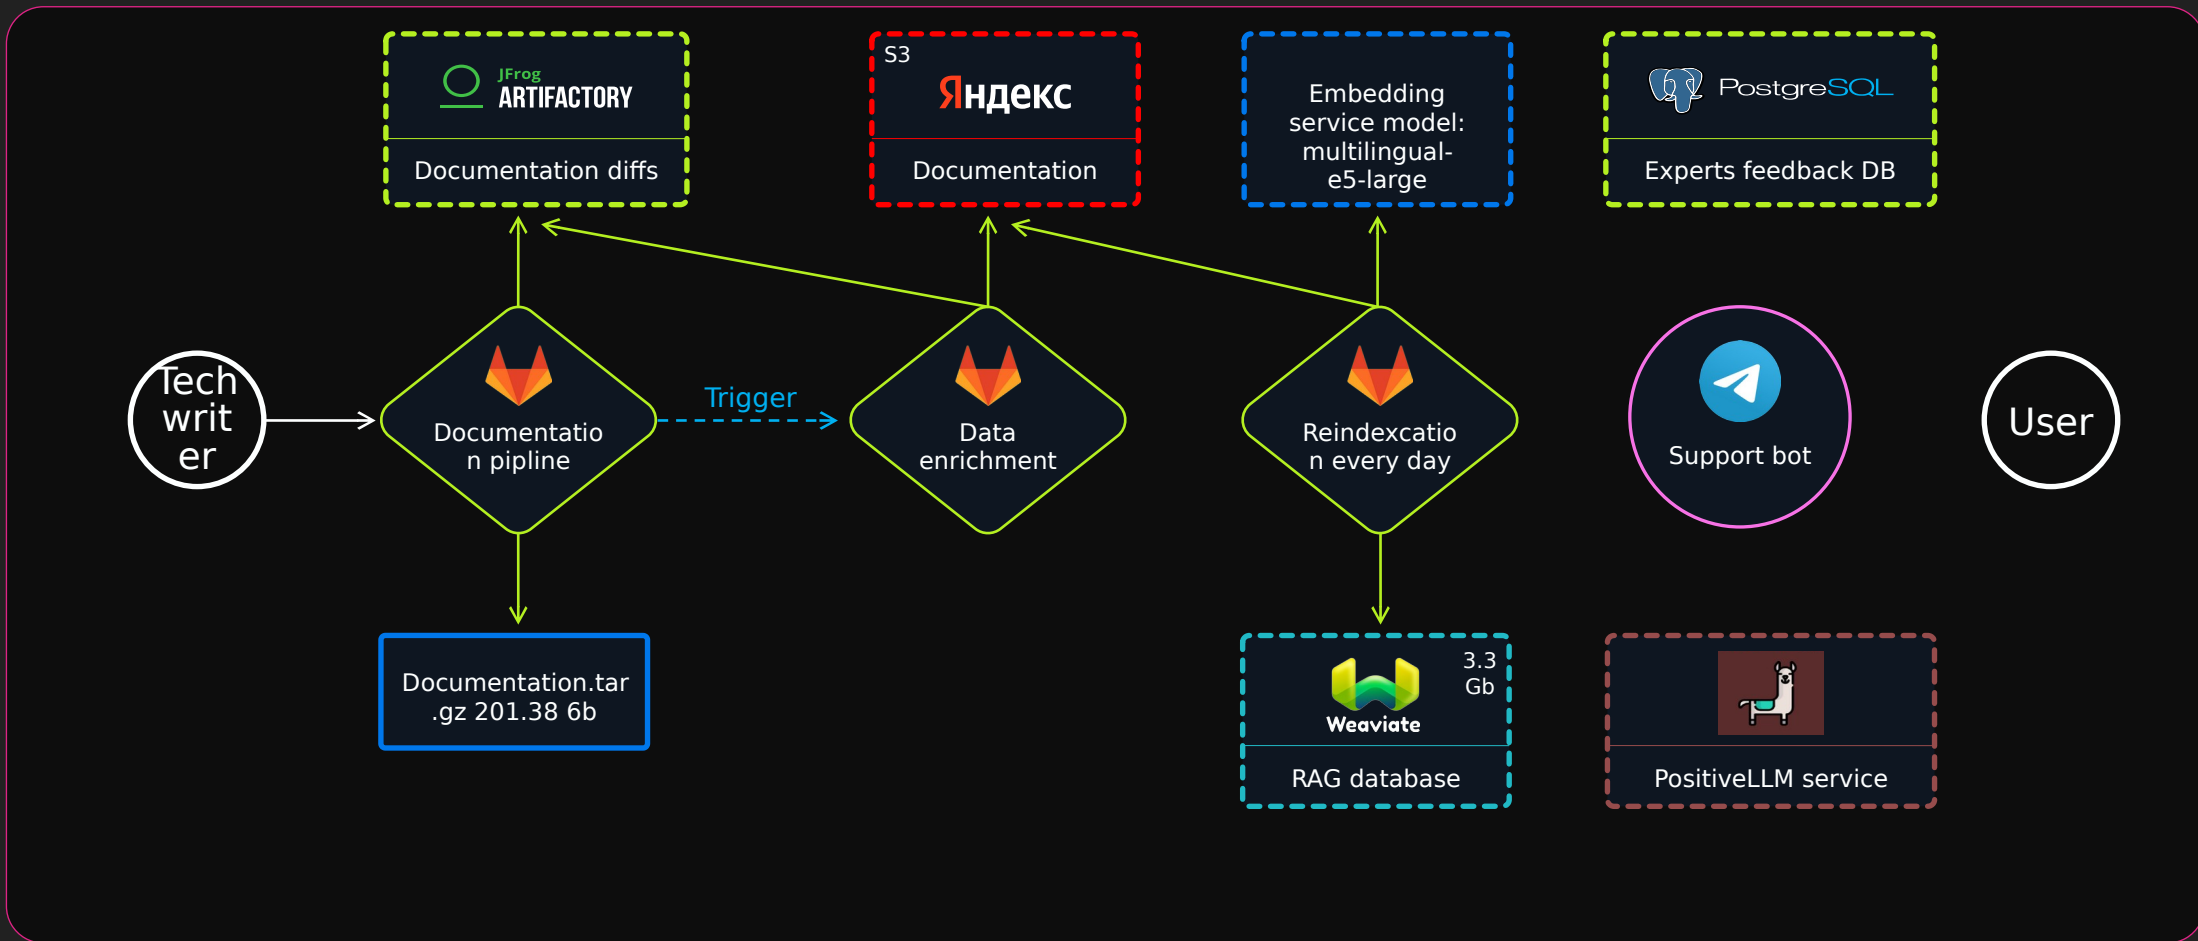 JFrog
ARTIFACTORY
Documentation diffs
S3
Яндекс
Documentation
Embedding
service model:
multilingual-
e5-large
PostgreSQL
Experts feedback DB
Tech
writ
er
Documentatio
n pipline
Trigger
Data
enrichment
Reindexcatio
n every day
Support bot
User
Documentation.tar
.gz 201.38 6b
3.3
Gb
Weaviate
RAG database
PositiveLLM service